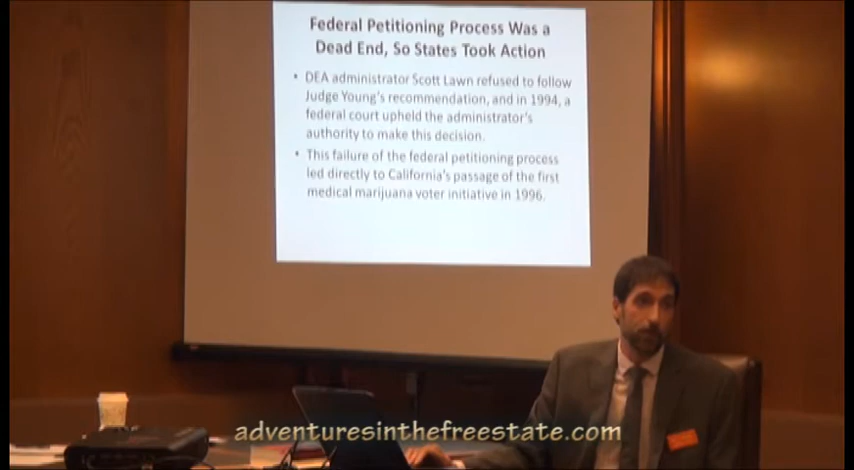 Federal Petitioning Process Was a
Dead End, So States Took Action
• DEA administrator Scott Lawn refused to follow
Judge Young's recommendation, and in 1994, a
federal court upheld the administrator's
authority to make this decision.
• This failure of the federal petitioning process
led directly to California's passage of the first
medical marijuana voter initiative in 1996.
adventuresinthefreestate.com